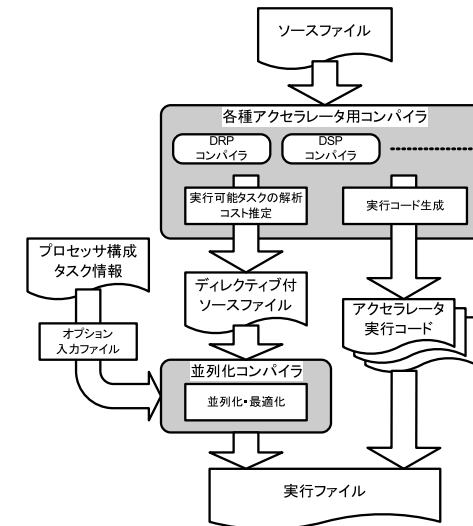 ソースファイル
各種アクセラレータ用コンパイラ
DRP
コンパイラ
DSP
コンパイラ
実行可能タスクの解析
コスト推定
実行コード生成
プロセッサ構成
タスク情報
ディレクティブ付
ソースファイル
アクセラレータ
実行コード
オプション
入力ファイル
並列化コンパイラ
並列化・最適化
実行ファイル